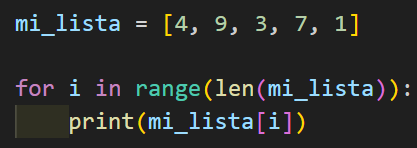 mi_lista = [4, 9, 3, 7, 1]
for i in range(len(mi_lista)):
    print(mi_lista[i])